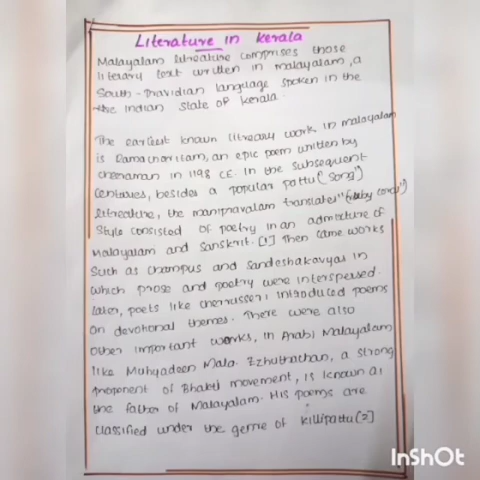 Literature in Kerala
Malayalam literature comprises those
literary text written in malayalam, a
South-Dravidian language spoken in the
the Indian state of Kerala.
The earliest known literary work in malayalam
is Ramacharitam, an epic poem written by
cheeraman in 1198 CE. In the subsequent
centuries, besides a popular pattu ("Song")
literature, the manipravalam translates "(ruby coral")
Style consisted of poetry in an admixture of
Malayalam and Sanskrit. [1] Then came works
Such as champus and Sandeshakavyas in
which prose and poetry were interspersed.
Later, poets like cherrusseri introduced poems
on devotional themes. There were also
other important works, in Arabi Malayalam
like Muhyadeen Mala. Ezhuthachan, a strong
proponent of Bhakti movement, is known as
the father of Malayalam. His poems are
classified under the genre of killipattu [2]
InShOt